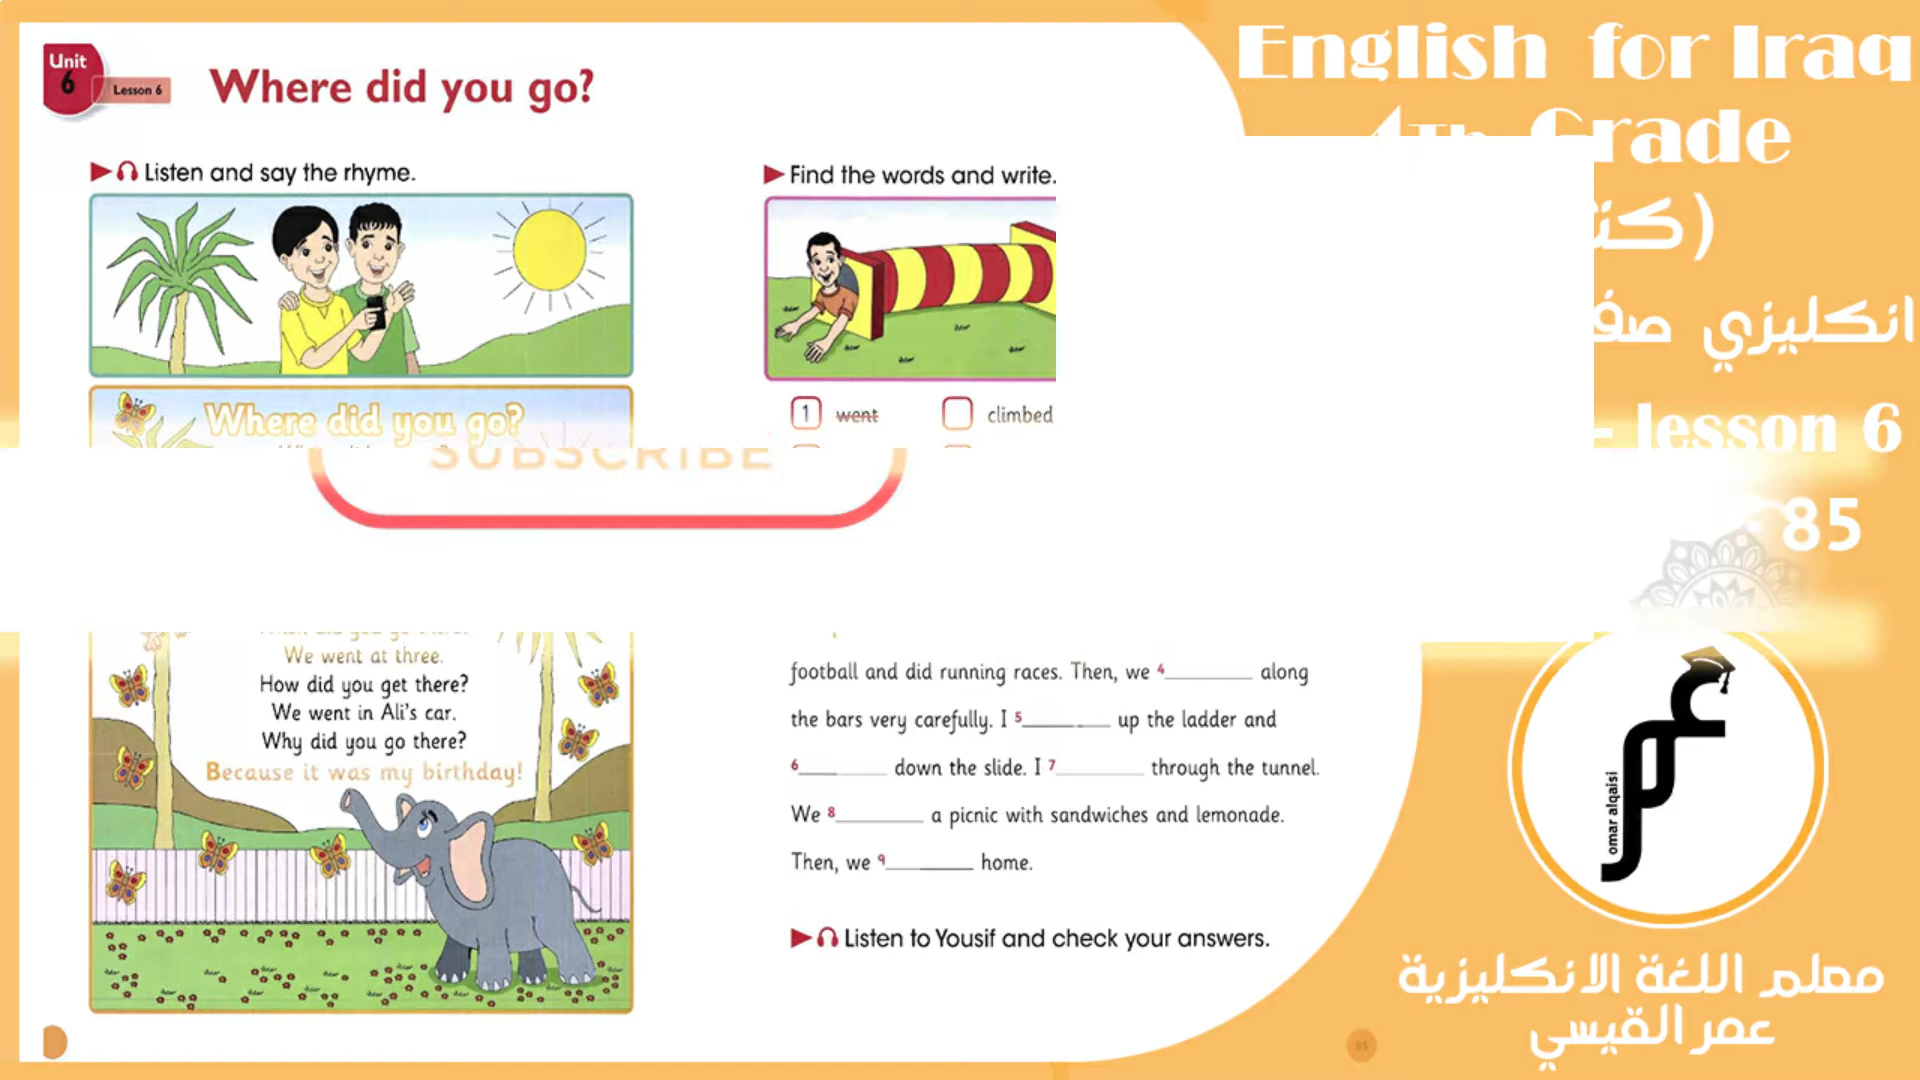 Unit
6
Lesson 6
Where did you go?
Listen and say the rhyme.
Where did you go?
SUBSCRIBE
We went at three.
How did you get there?
We went in Ali's car.
Why did you go there?
Because it was my birthday!
Find the words and write.
1 went climbed
football and did running races. Then, we 4 along
the bars very carefully. I 5 up the ladder and
6 down the slide. I 7 through the tunnel.
We 8 a picnic with sandwiches and lemonade.
Then, we 9 home.
Listen to Yousif and check your answers.
85
English for Iraq
Grade
انكليزي
- lesson 6
85
عمر
omar alqaisi
معلم اللغة الانكليزية
عمر القيسي